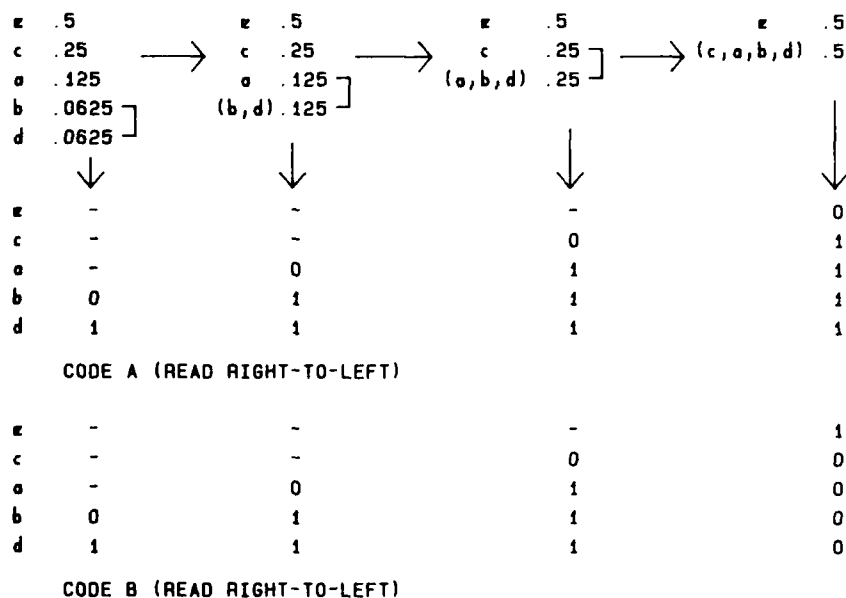 e .5 e .5 e .5 e .5
c .25 c .25 c .25 (c,a,b,d) .5
a .125 a .125 (a,b,d) .25
b .0625 (b,d) .125
d .0625
e - ~ - 0
c - ~ 0 1
a - 0 1 1
b 0 1 1 1
d 1 1 1 1
CODE A (READ RIGHT-TO-LEFT)
e - ~ - 1
c - - 0 0
a - 0 1 0
b 0 1 1 0
d 1 1 1 0
CODE B (READ RIGHT-TO-LEFT)